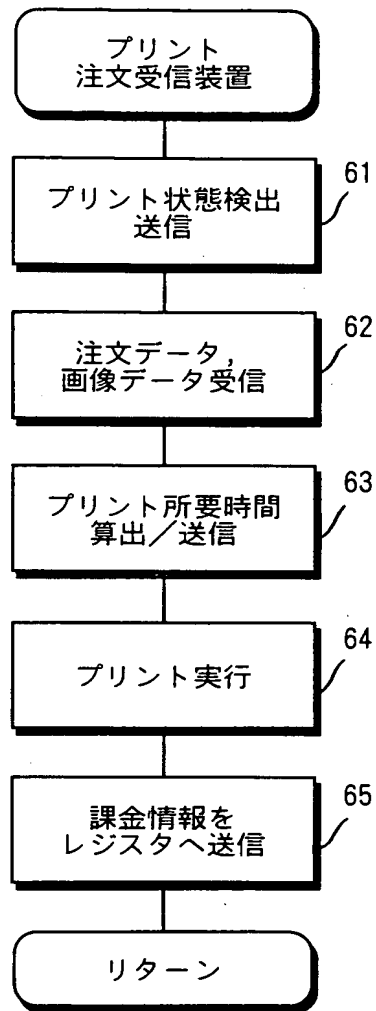 プリント
注文受信装置
61
プリント状態検出
送信
62
注文データ,
画像データ受信
63
プリント所要時間
算出／送信
64
プリント実行
65
課金情報を
レジスタへ送信
リターン